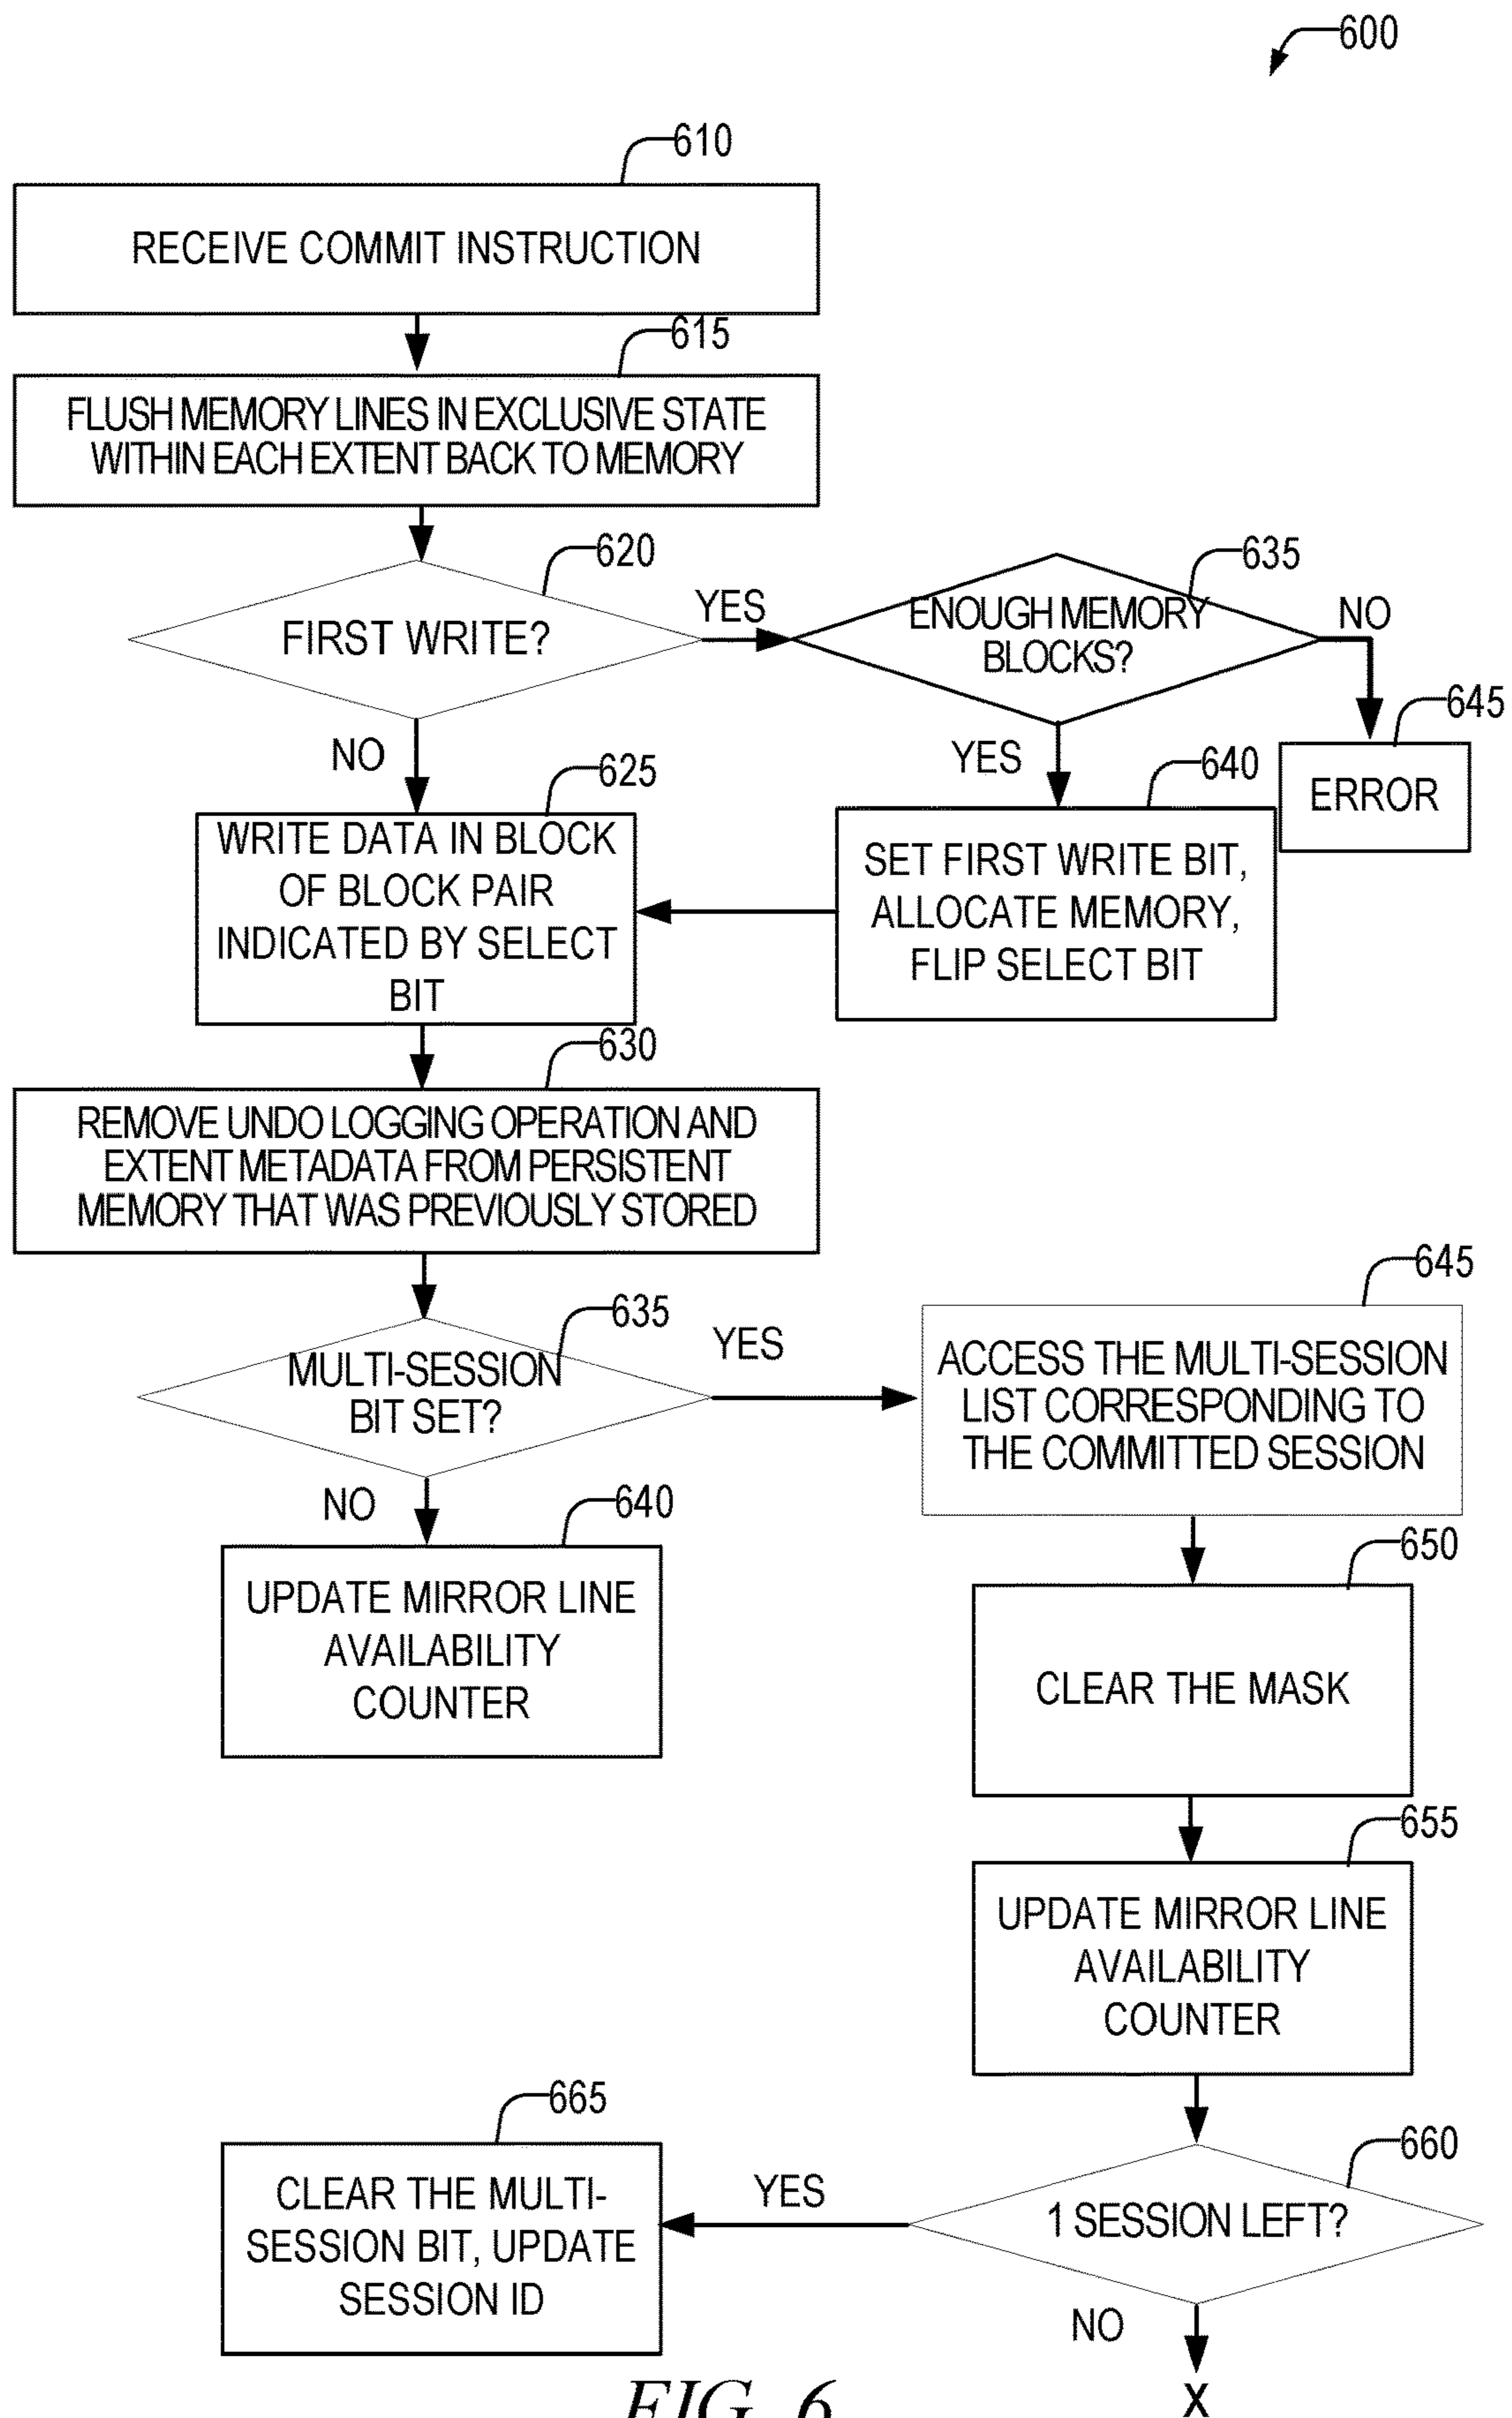 600
610
RECEIVE COMMIT INSTRUCTION
615
FLUSH MEMORY LINES IN EXCLUSIVE STATE
WITHIN EACH EXTENT BACK TO MEMORY
620
FIRST WRITE?
YES
635
ENOUGH MEMORY
BLOCKS?
NO
645
ERROR
NO
YES
625
WRITE DATA IN BLOCK
OF BLOCK PAIR
INDICATED BY SELECT
BIT
640
SET FIRST WRITE BIT,
ALLOCATE MEMORY,
FLIP SELECT BIT
630
REMOVE UNDO LOGGING OPERATION AND
EXTENT METADATA FROM PERSISTENT
MEMORY THAT WAS PREVIOUSLY STORED
635
MULTI-SESSION
BIT SET?
YES
645
ACCESS THE MULTI-SESSION
LIST CORRESPONDING TO
THE COMMITTED SESSION
NO
640
UPDATE MIRROR LINE
AVAILABILITY
COUNTER
650
CLEAR THE MASK
655
UPDATE MIRROR LINE
AVAILABILITY
COUNTER
660
1 SESSION LEFT?
YES
665
CLEAR THE MULTI-
SESSION BIT, UPDATE
SESSION ID
NO
X
FIG. 6